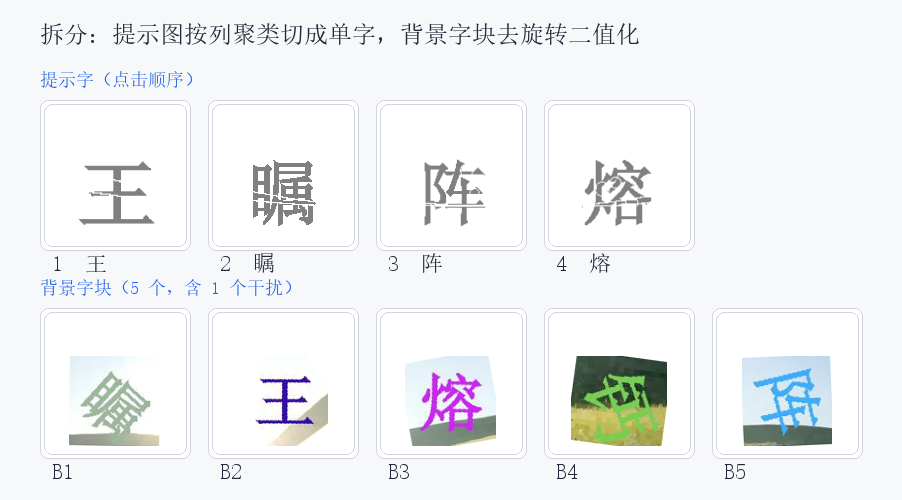 拆分：提示图按列聚类切成单字，背景字块去旋转二值化
提示字（点击顺序）
王 瞩 阵 熔
1 王 2 瞩 3 阵 4 熔
背景字块（5 个，含 1 个干扰）
瞩 王 熔 阵
B1 B2 B3 B4 B5